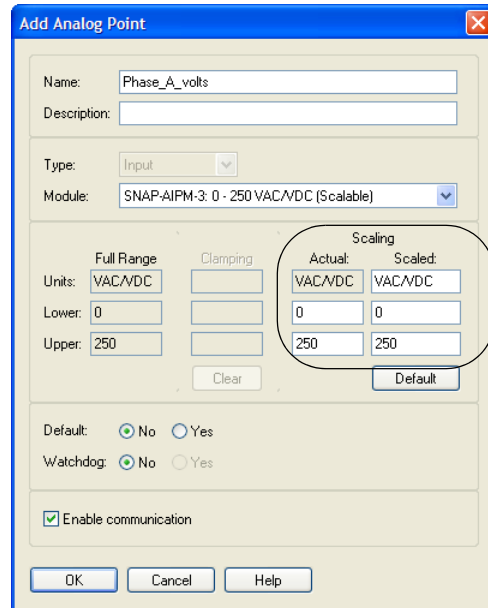 Add Analog Point
Name: Phase_A_volts
Description:
Type: Input
Module: SNAP-AIPM-3: 0 - 250 VAC/VDC (Scalable)
Scaling
Full Range Clamping Actual: Scaled:
Units: VAC/VDC VAC/VDC VAC/VDC
Lower: 0 0 0
Upper: 250 250 250
Clear Default
Default: No Yes
Watchdog: No Yes
Enable communication
OK Cancel Help